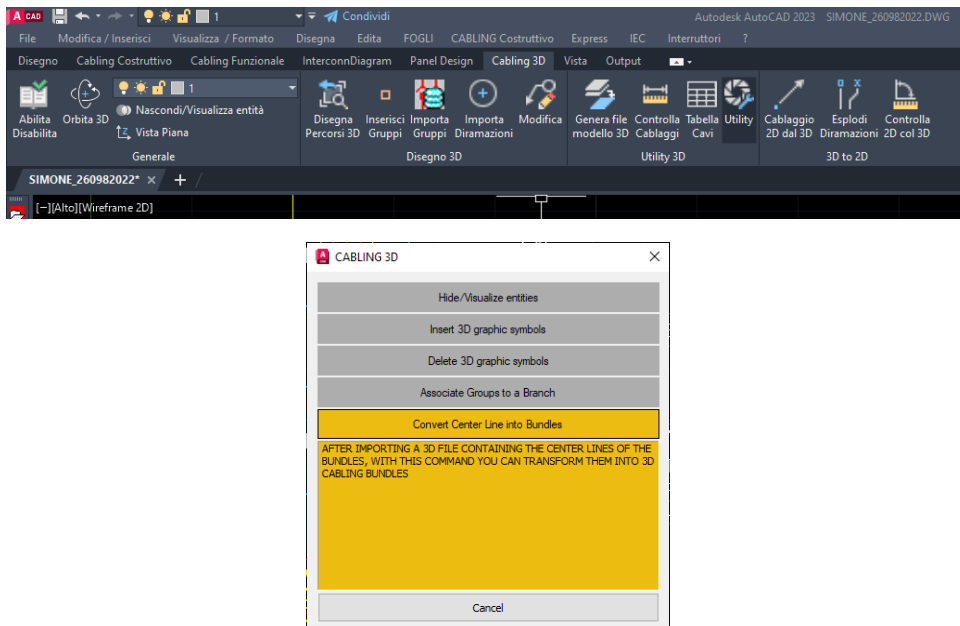 A CAD 1 Condividi Autodesk AutoCAD 2023 SIMONE_260982022.DWG
File Modifica / Inserisci Visualizza / Formato Disegna Edita FOGLI CABLING Costruttivo Express IEC Interruttori ?
Disegno Cabling Costruttivo Cabling Funzionale InterconnDiagram Panel Design Cabling 3D Vista Output
Abilita
Disabilita
Orbita 3D
1
Nascondi/Visualizza entità
Vista Piana
Generale
Disegna
Percorsi 3D
Inserisci
Gruppi
Importa
Gruppi
Importa
Diramazioni
Modifica
Disegno 3D
Genera file
modello 3D
Controlla
Cablaggi
Tabella
Cavi
Utility
Utility 3D
Cablaggio
2D dal 3D
Esplodi
Diramazioni
Controlla
2D col 3D
3D to 2D
SIMONE_260982022* × +
[−][Alto][Wireframe 2D]
A CABLING 3D
Hide/Visualize entities
Insert 3D graphic symbols
Delete 3D graphic symbols
Associate Groups to a Branch
Convert Center Line into Bundles
AFTER IMPORTING A 3D FILE CONTAINING THE CENTER LINES OF THE
BUNDLES, WITH THIS COMMAND YOU CAN TRANSFORM THEM INTO 3D
CABLING BUNDLES
Cancel